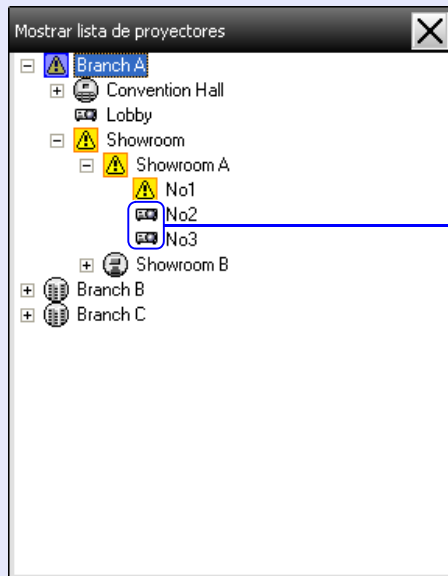 Mostrar lista de proyectores
Branch A
Convention Hall
Lobby
Showroom
Showroom A
No1
No2
No3
Showroom B
Branch B
Branch C